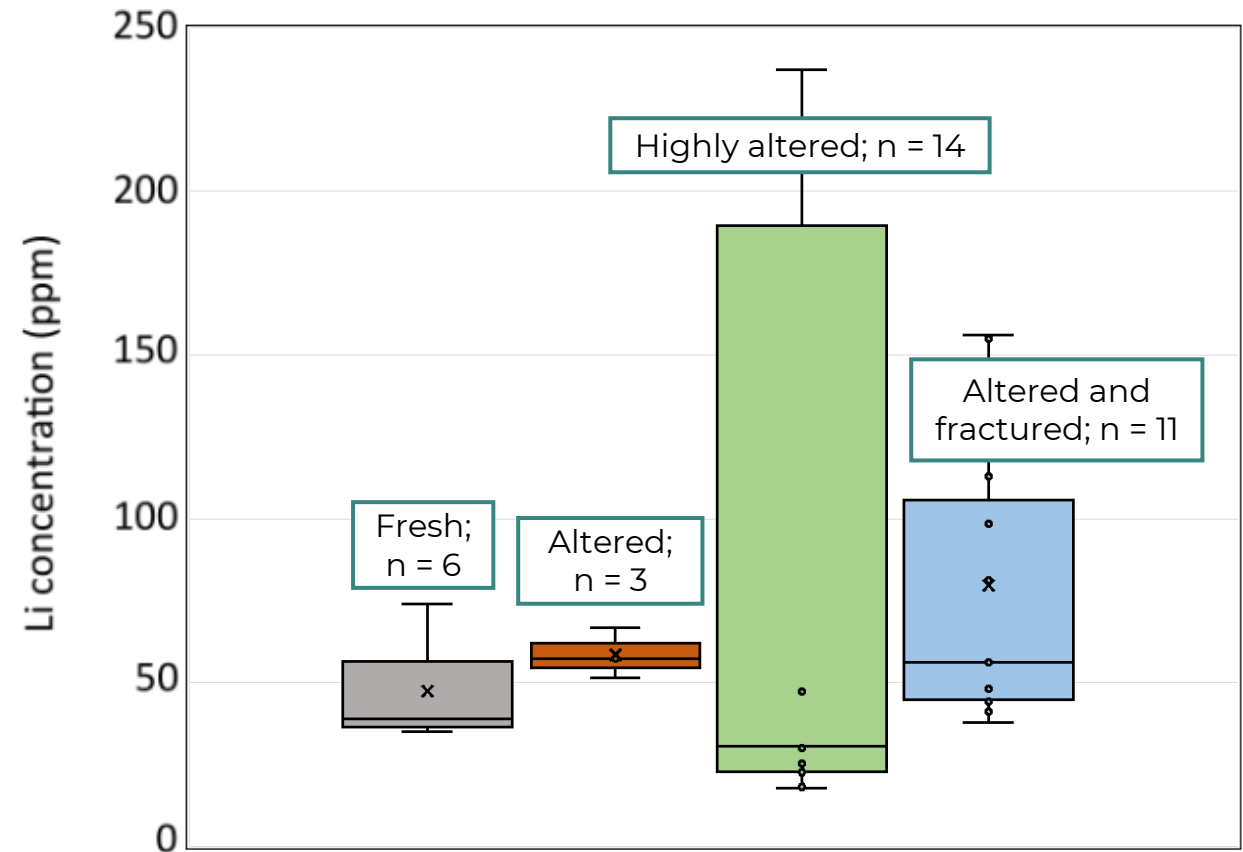 Li concentration (ppm)
250
200
150
100
50
0
Fresh;
n = 6
Altered;
n = 3
Highly altered; n = 14
Altered and
fractured; n = 11